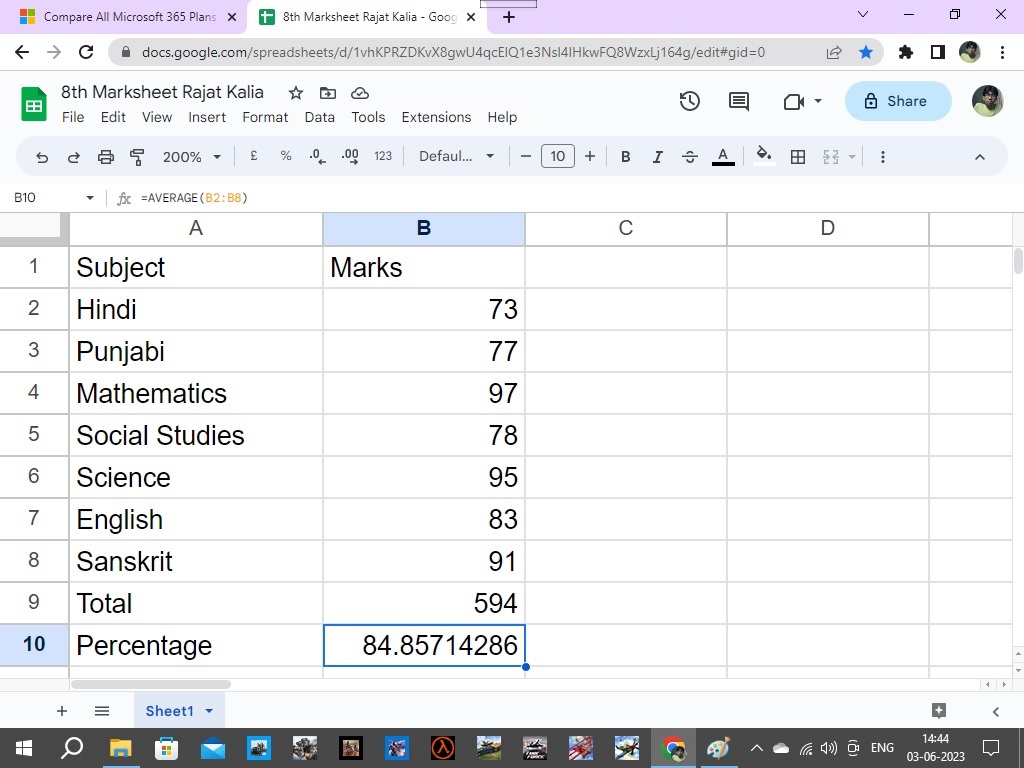 Compare All Microsoft 365 Plans
8th Marksheet Rajat Kalia - Goog
docs.google.com/spreadsheets/d/1vhKPRZDKvX8gwU4qcEIQ1e3NsI4IHkwFQ8WzxLj164g/edit#gid=0
8th Marksheet Rajat Kalia
File Edit View Insert Format Data Tools Extensions Help
Share
200% £ % .0 .00 123 Defaul... 10 B I S A
B10 fx =AVERAGE(B2:B8)
A B C D
1 Subject Marks
2 Hindi 73
3 Punjabi 77
4 Mathematics 97
5 Social Studies 78
6 Science 95
7 English 83
8 Sanskrit 91
9 Total 594
10 Percentage 84.85714286
Sheet1
ENG
14:44
03-06-2023